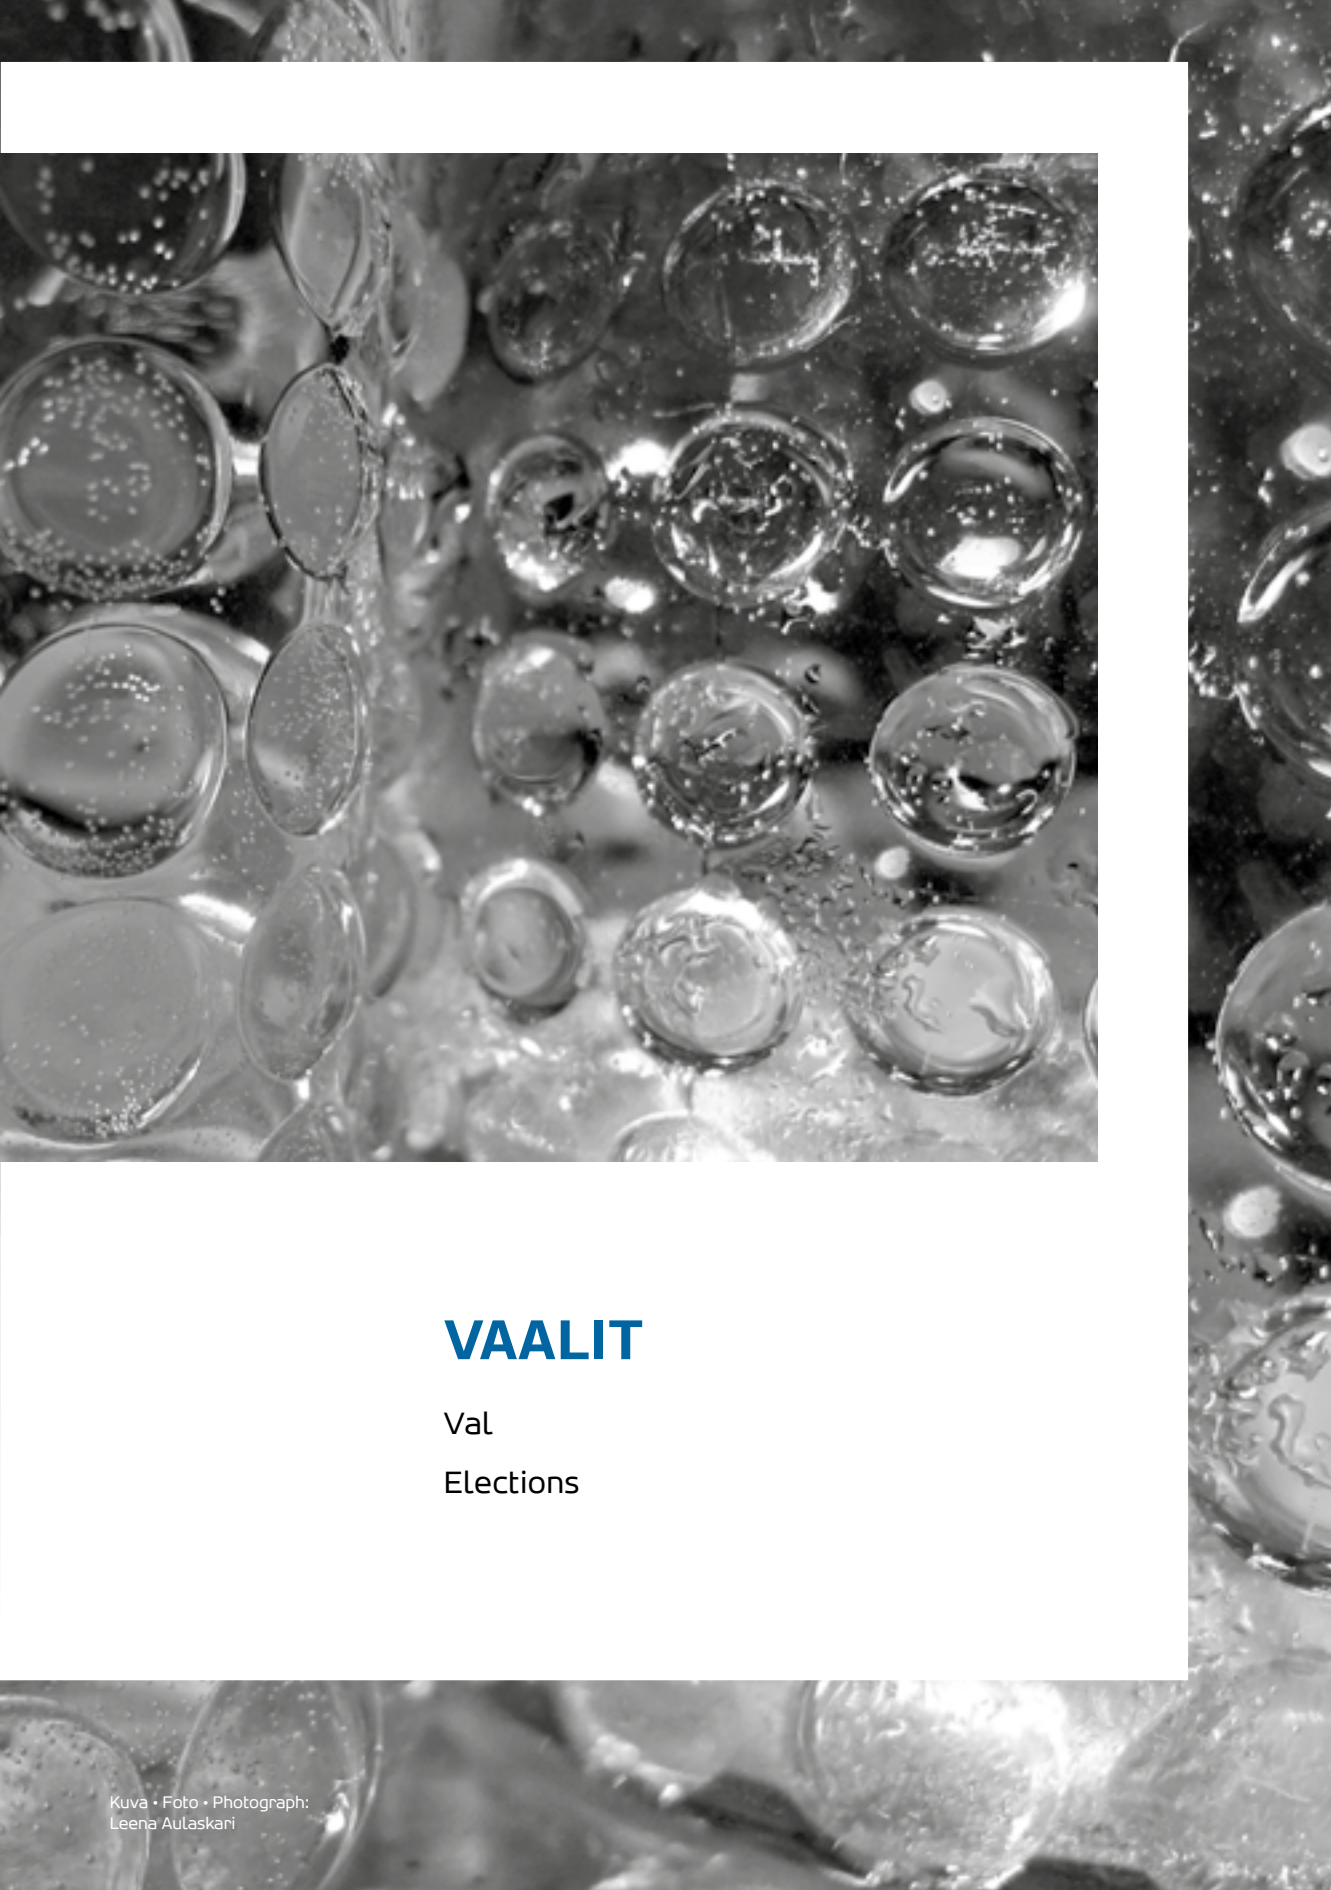 VAALIT
Val
Elections
Kuva • Foto • Photograph:
Leena Aulaskari